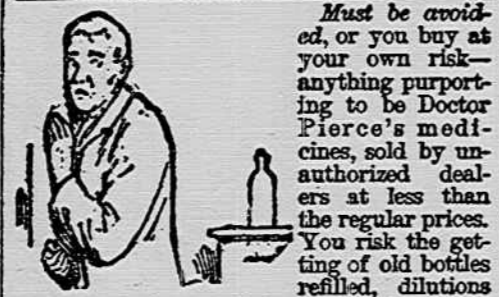 Must be avoid-
ed, or you buy at
your own risk—
anything purport-
ing to be Doctor
Pierce's medi-
cines, sold by un-
authorized deal-
ers at less than
the regular prices.
You risk the get-
ting of old bottles
refilled, dilutions